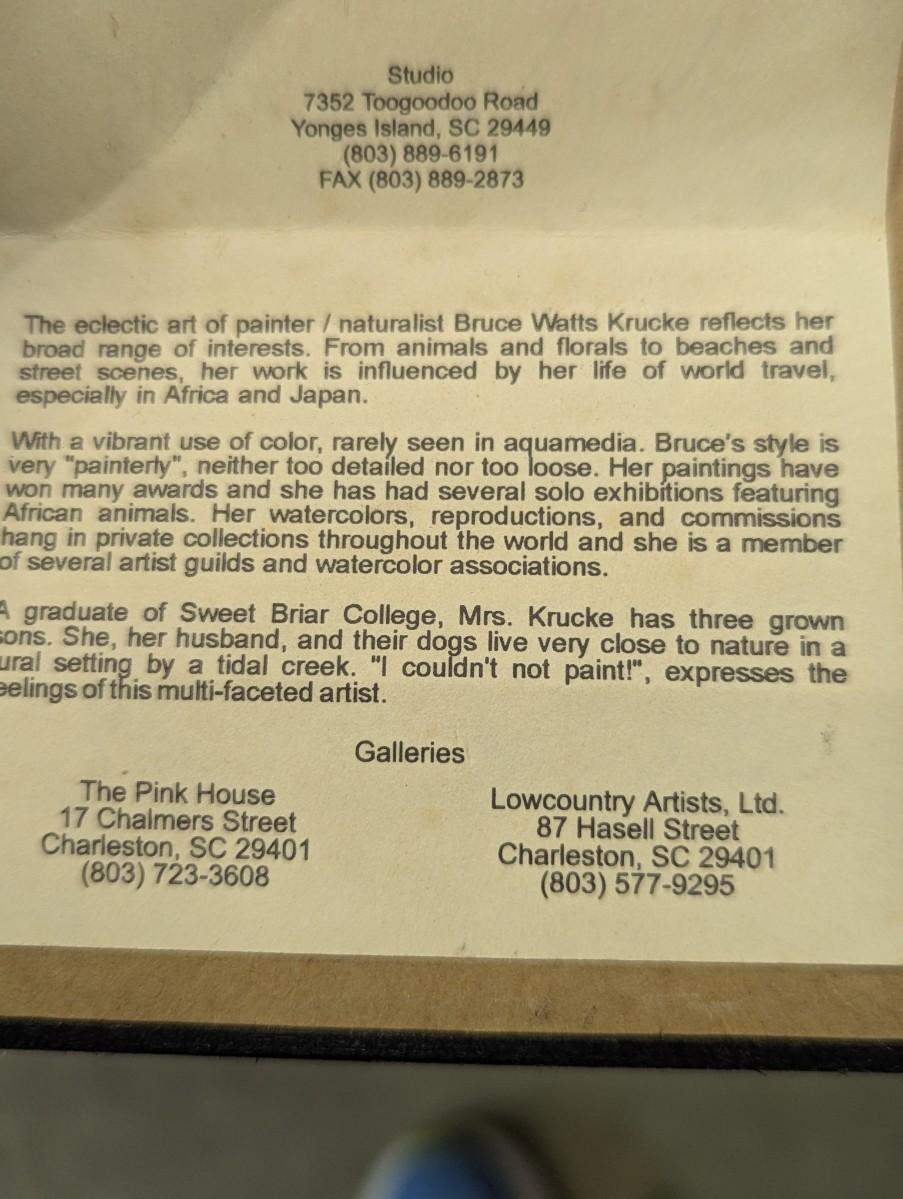 Studio
7352 Toogoodoo Road
Yonges Island, SC 29449
(803) 889-6191
FAX (803) 889-2873
The eclectic art of painter / naturalist Bruce Watts Krucke reflects her
broad range of interests. From animals and florals to beaches and
street scenes, her work is influenced by her life of world travel,
especially in Africa and Japan.
With a vibrant use of color, rarely seen in aquamedia. Bruce's style is
very "painterly", neither too detailed nor too loose. Her paintings have
won many awards and she has had several solo exhibitions featuring
African animals. Her watercolors, reproductions, and commissions
hang in private collections throughout the world and she is a member
of several artist guilds and watercolor associations.
A graduate of Sweet Briar College, Mrs. Krucke has three grown
sons. She, her husband, and their dogs live very close to nature in a
ural setting by a tidal creek. "I couldn't not paint!", expresses the
eelings of this multi-faceted artist.
Galleries
The Pink House
17 Chalmers Street
Charleston, SC 29401
(803) 723-3608
Lowcountry Artists, Ltd.
87 Hasell Street
Charleston, SC 29401
(803) 577-9295